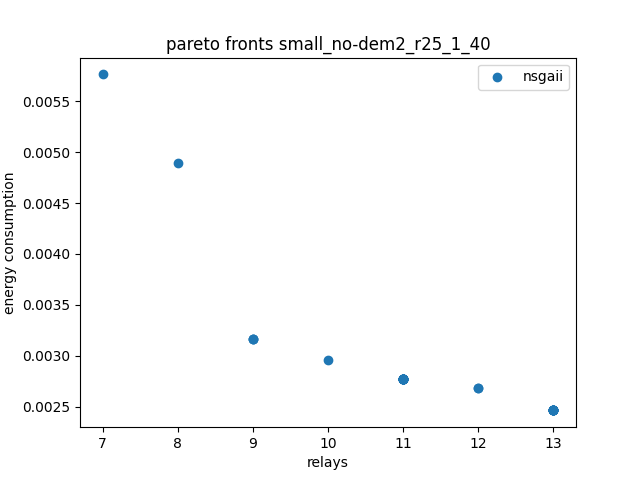 pareto fronts small_no-dem2_r25_1_40
nsgaii
energy consumption
0.0055
0.0050
0.0045
0.0040
0.0035
0.0030
0.0025
7 8 9 10 11 12 13
relays